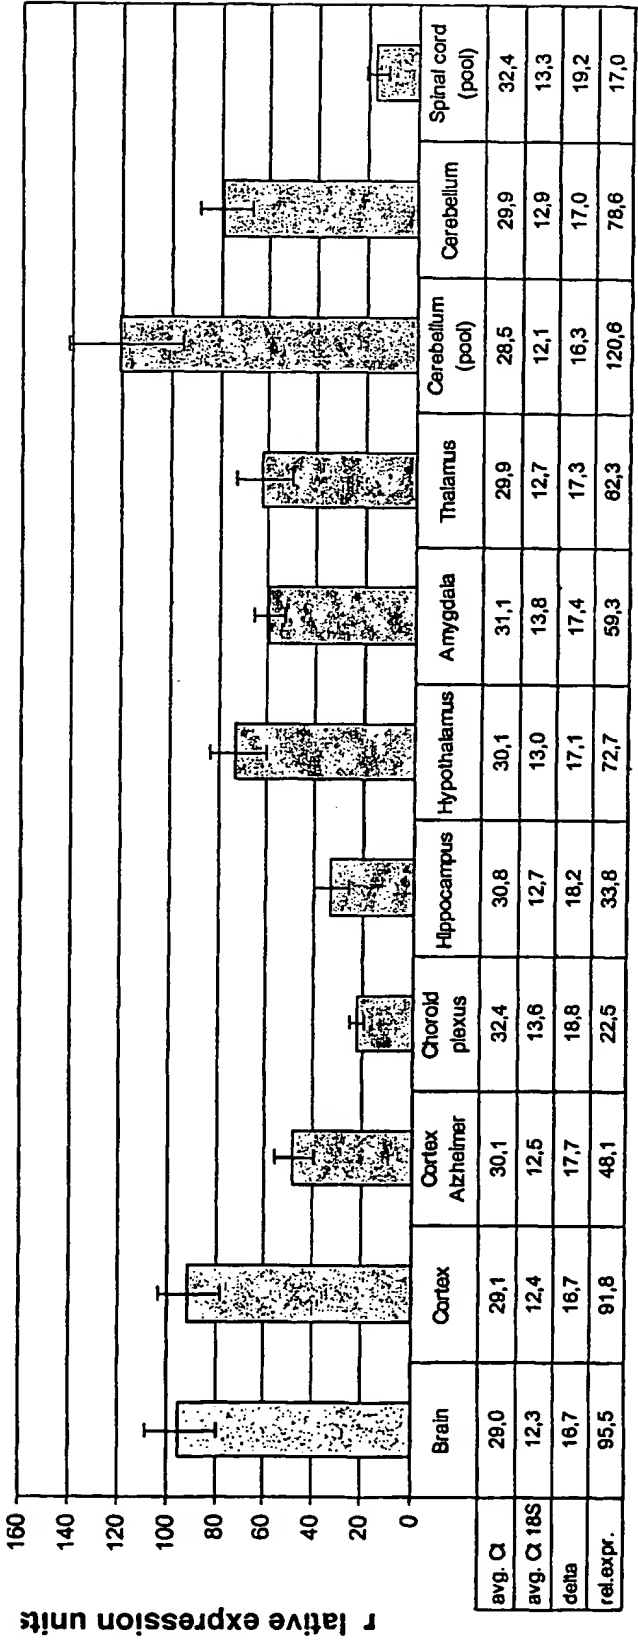 r lative expression units
160
140
120
100
80
60
40
20
0
Brain Cortex Cortex Alzheimer Choroid plexus Hippocampus Hypothalamus Amygdala Thalamus Cerebellum (pool) Cerebellum Spinal cord (pool)
avg. Ct 29,0 29,1 30,1 32,4 30,8 30,1 31,1 29,9 28,5 29,9 32,4
avg. Ct 18S 12,3 12,4 12,5 13,6 12,7 13,0 13,8 12,7 12,1 12,9 13,3
delta 16,7 16,7 17,7 18,8 18,2 17,1 17,4 17,3 16,3 17,0 19,2
rel.expr. 95,5 91,8 48,1 22,5 33,8 72,7 59,3 82,3 120,6 78,6 17,0